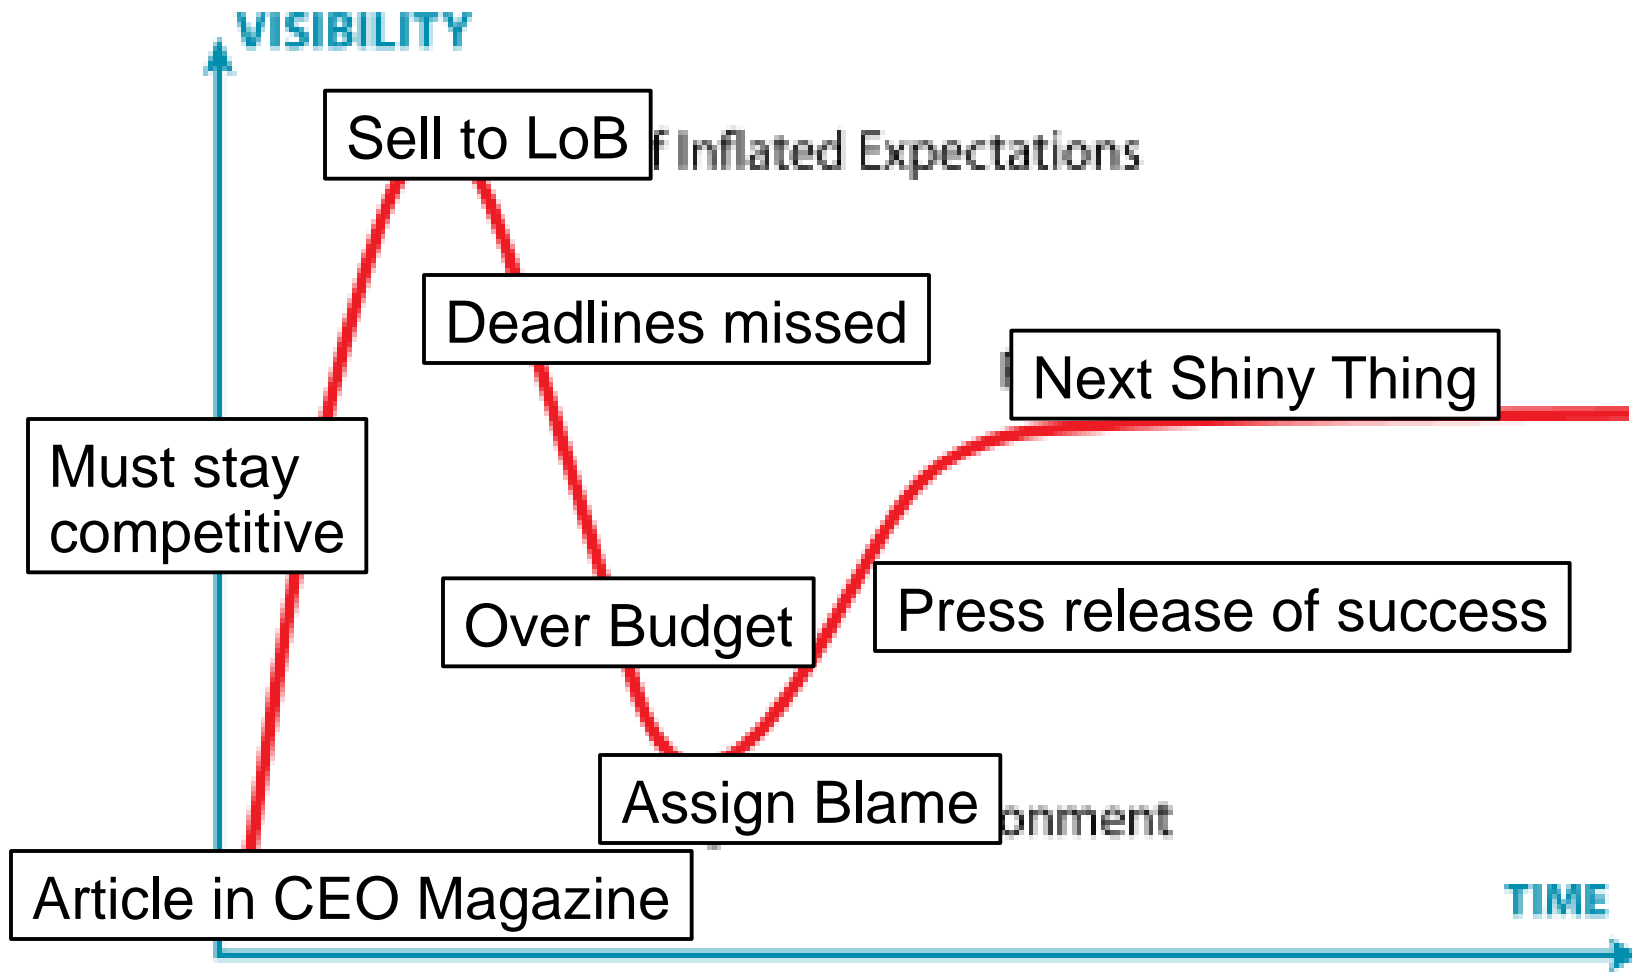 VISIBILITY
Sell to LoB
f Inflated Expectations
Deadlines missed
Next Shiny Thing
Must stay
competitive
Over Budget
Press release of success
Assign Blame
onment
Article in CEO Magazine
TIME